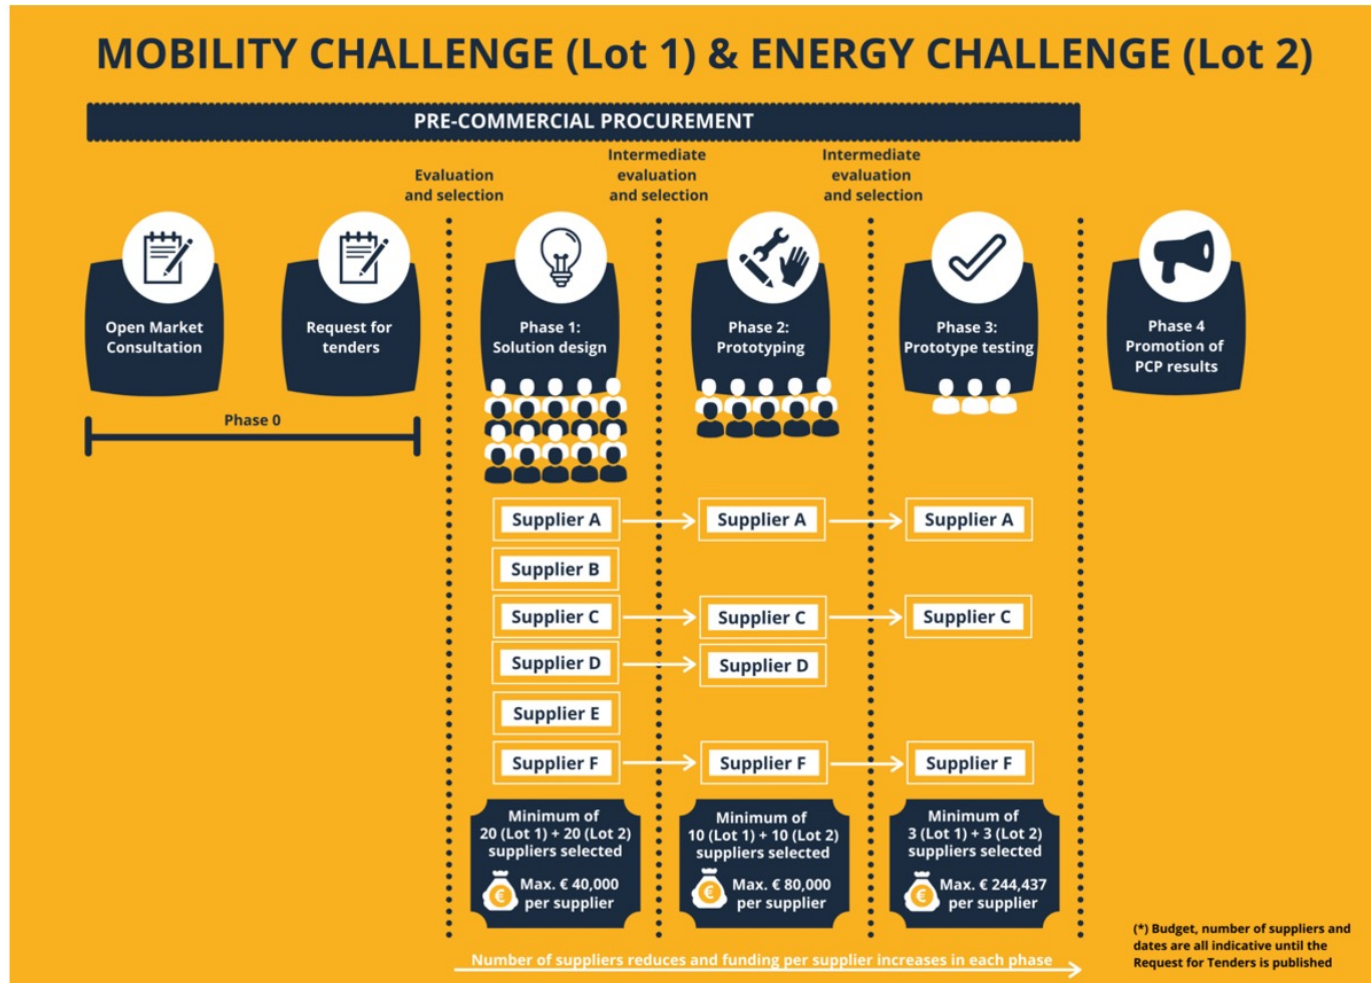 MOBILITY CHALLENGE (Lot 1) & ENERGY CHALLENGE (Lot 2)
PRE-COMMERCIAL PROCUREMENT
Evaluation
and selection
Intermediate
evaluation
and selection
Intermediate
evaluation
and selection
Open Market
Consultation
Request for
tenders
Phase 0
Phase 1:
Solution design
Phase 2:
Prototyping
Phase 3:
Prototype testing
Phase 4
Promotion of
PCP results
Supplier A
Supplier A
Supplier A
Supplier B
Supplier C
Supplier C
Supplier C
Supplier D
Supplier D
Supplier E
Supplier F
Supplier F
Supplier F
Minimum of
20 (Lot 1) + 20 (Lot 2)
suppliers selected
€
Max. € 40,000
per supplier
Minimum of
10 (Lot 1) + 10 (Lot 2)
suppliers selected
€
Max. € 80,000
per supplier
Minimum of
3 (Lot 1) + 3 (Lot 2)
suppliers selected
€
Max. € 244,437
per supplier
Number of suppliers reduces and funding per supplier increases in each phase
(*) Budget, number of suppliers and
dates are all indicative until the
Request for Tenders is published